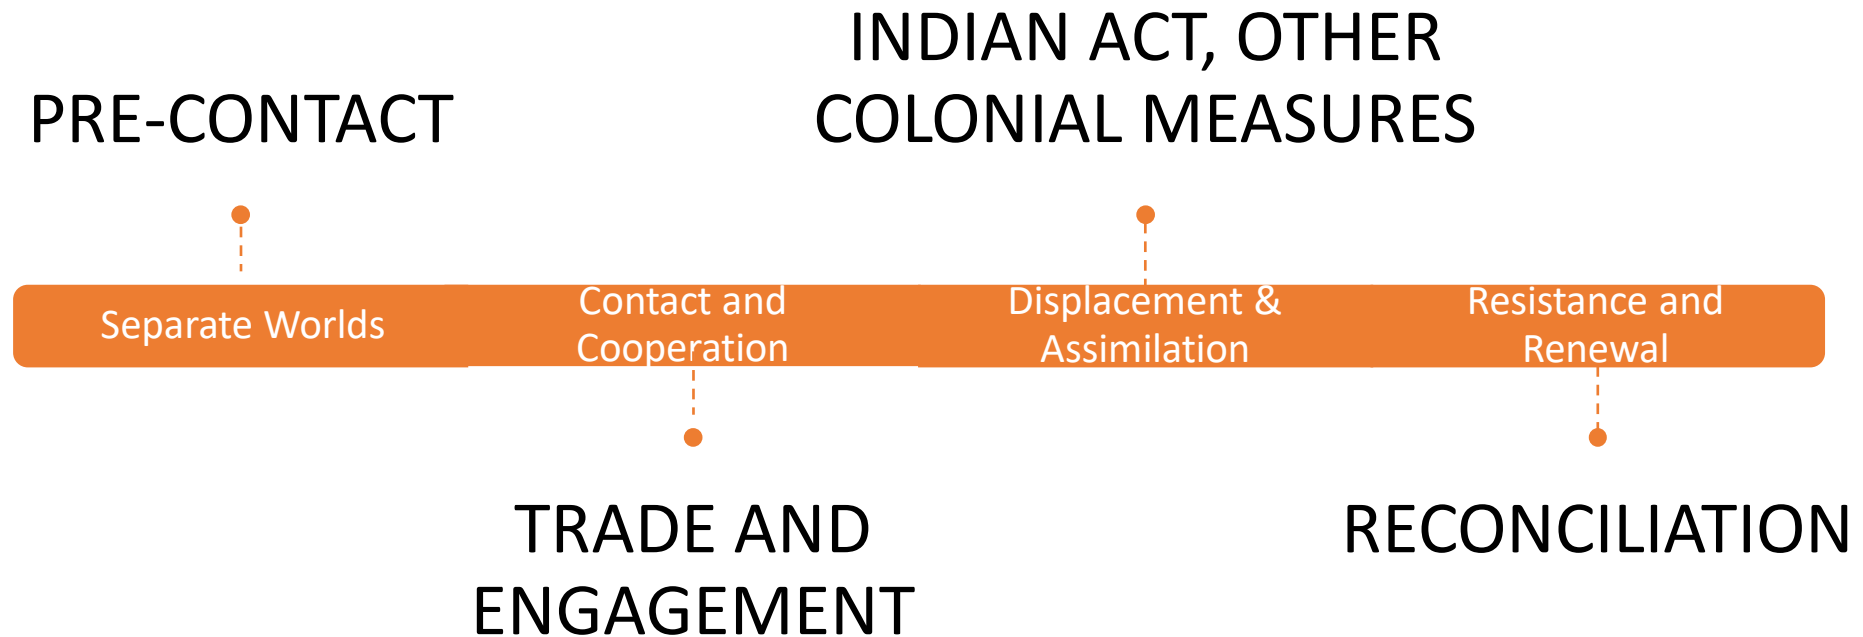 PRE-CONTACT
INDIAN ACT, OTHER
COLONIAL MEASURES
Separate Worlds
Contact and
Cooperation
Displacement &
Assimilation
Resistance and
Renewal
TRADE AND
ENGAGEMENT
RECONCILIATION